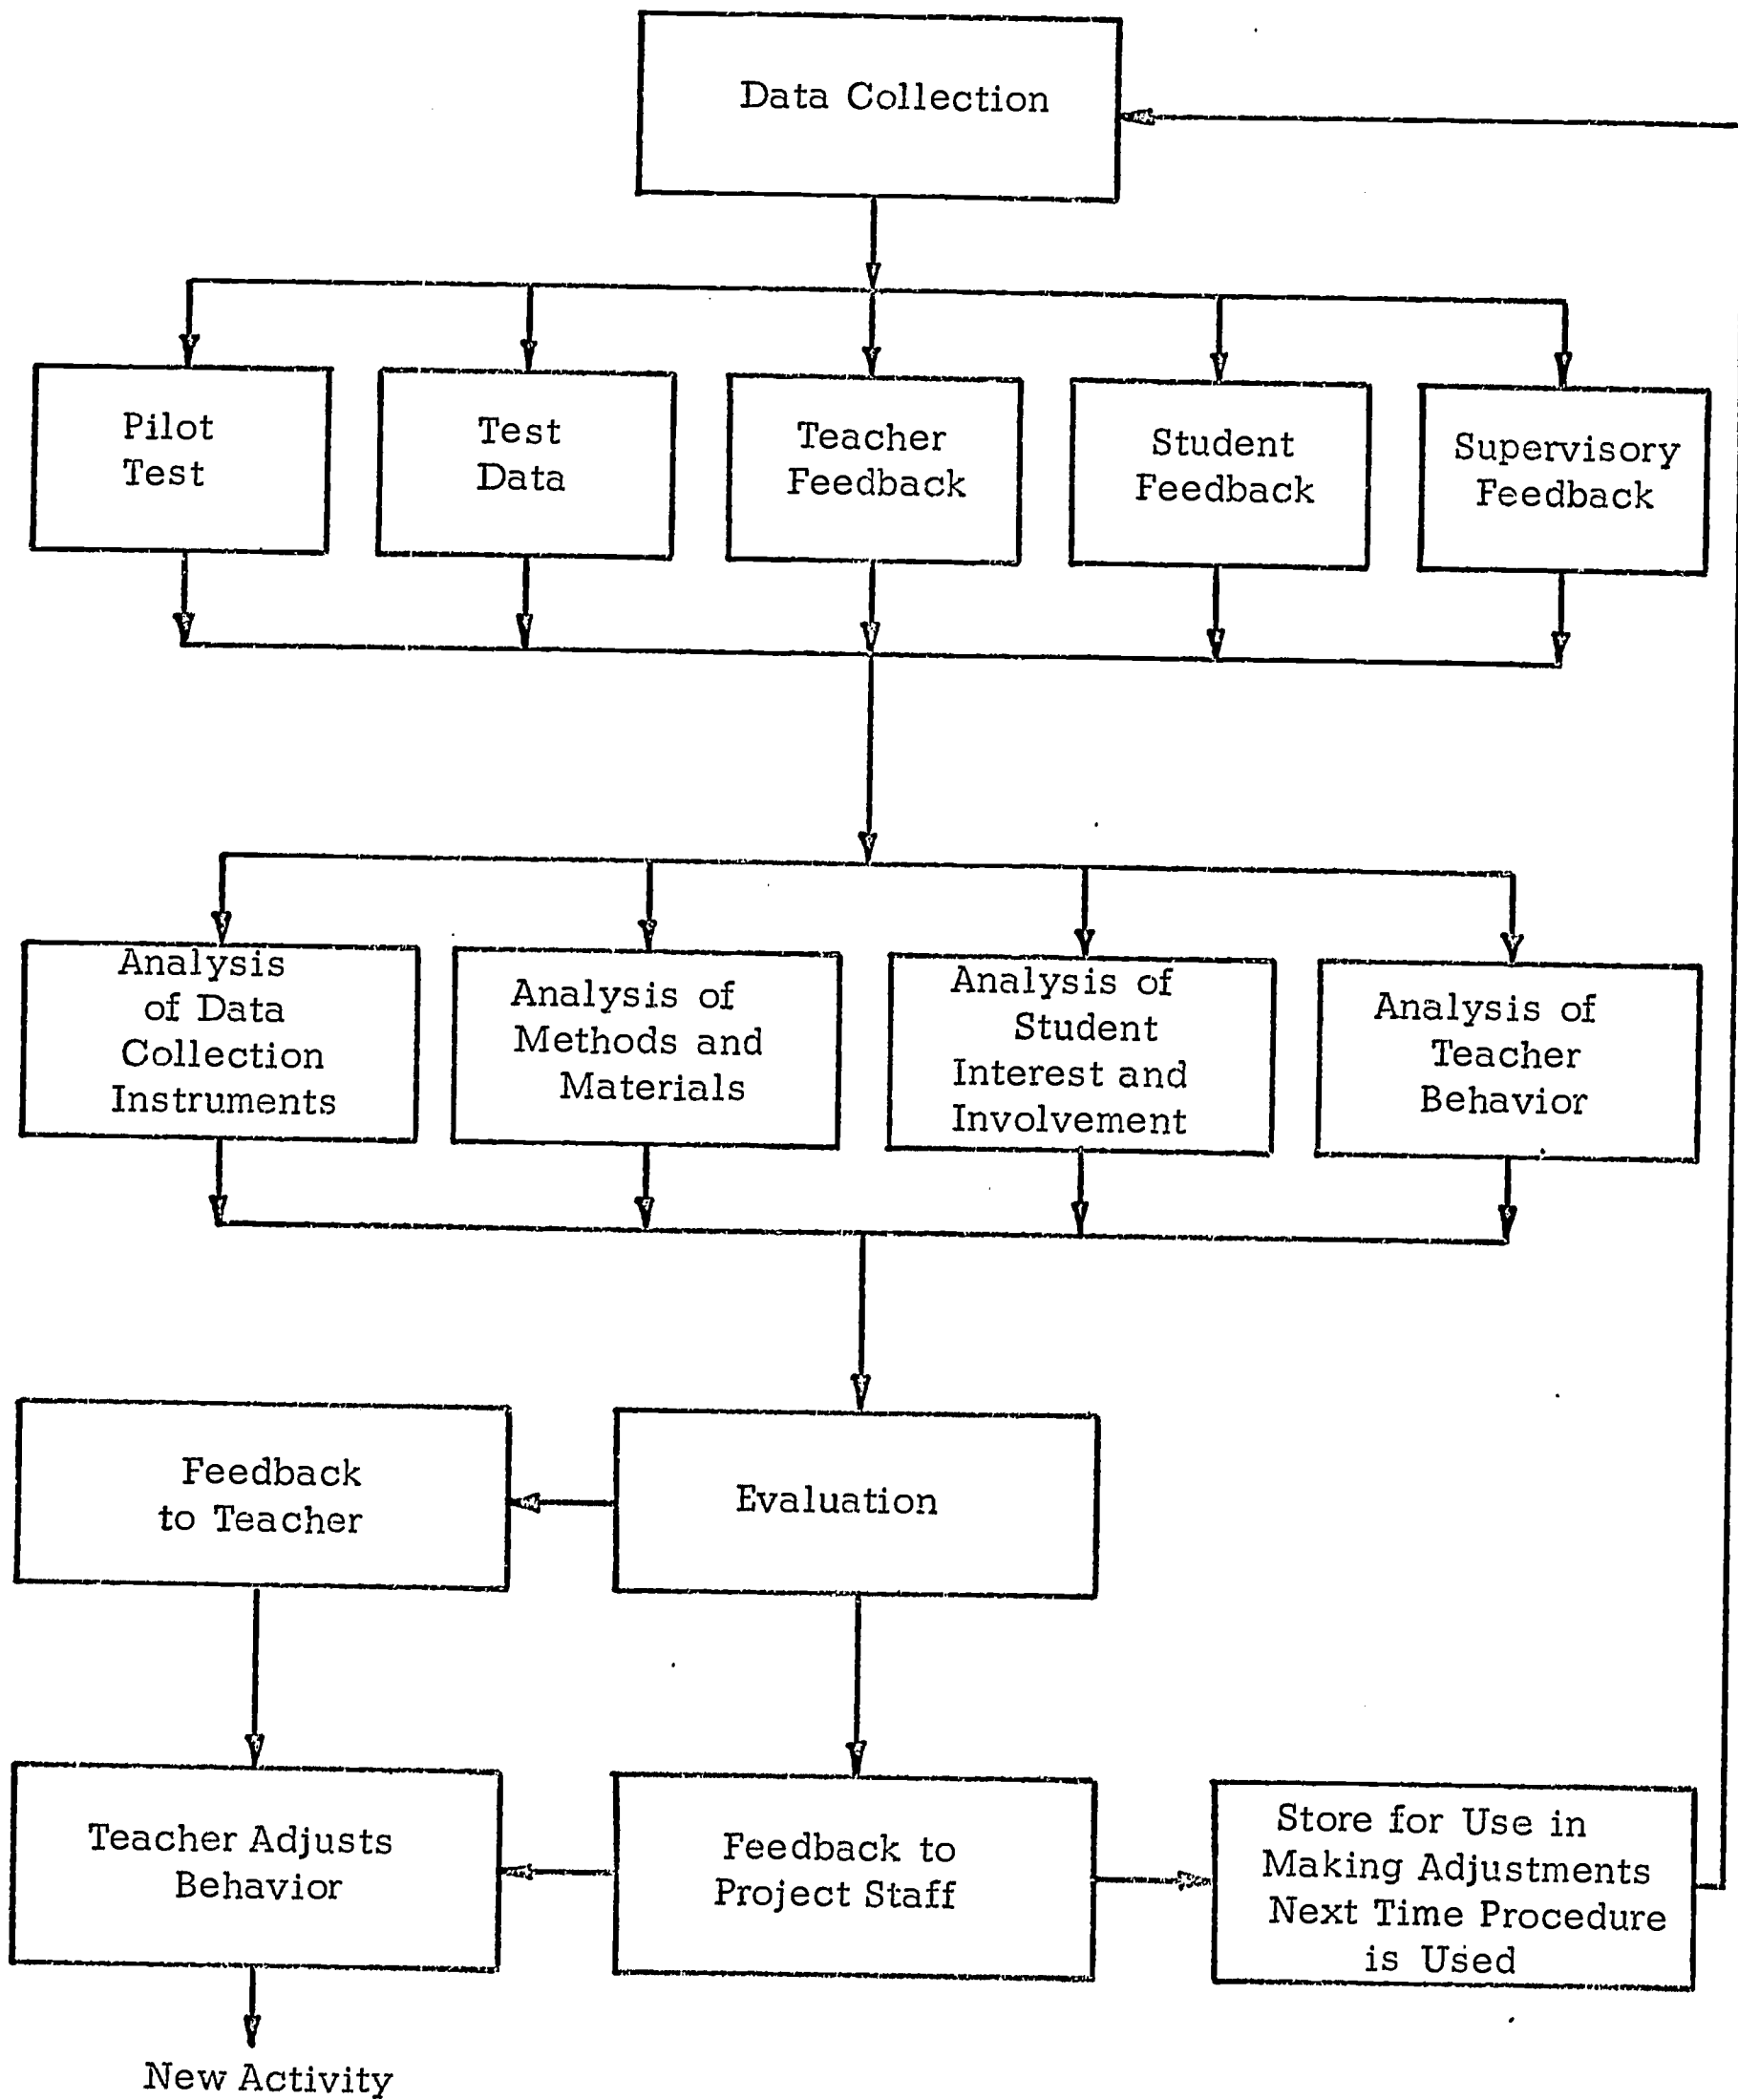 Data Collection
Pilot
Test
Test
Data
Teacher
Feedback
Student
Feedback
Supervisory
Feedback
Analysis
of Data
Collection
Instruments
Analysis of
Methods and
Materials
Analysis of
Student
Interest and
Involvement
Analysis of
Teacher
Behavior
Feedback
to Teacher
Evaluation
Teacher Adjusts
Behavior
Feedback to
Project Staff
Store for Use in
Making Adjustments
Next Time Procedure
is Used
New Activity